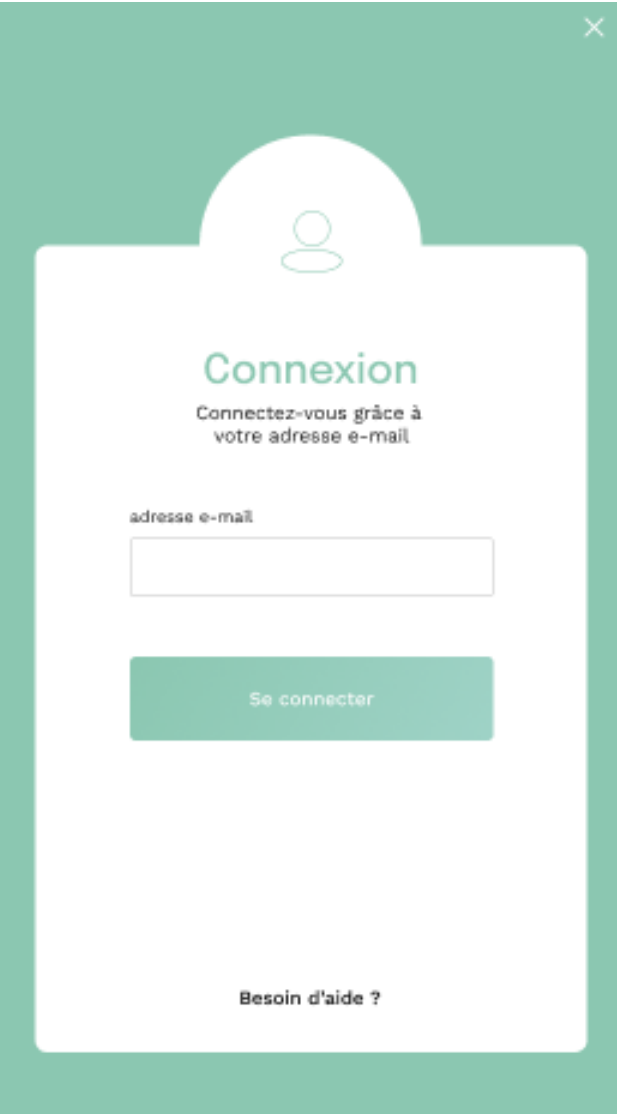 Connexion
Connectez-vous grâce à
votre adresse e-mail
adresse e-mail
Se connecter
Besoin d'aide ?